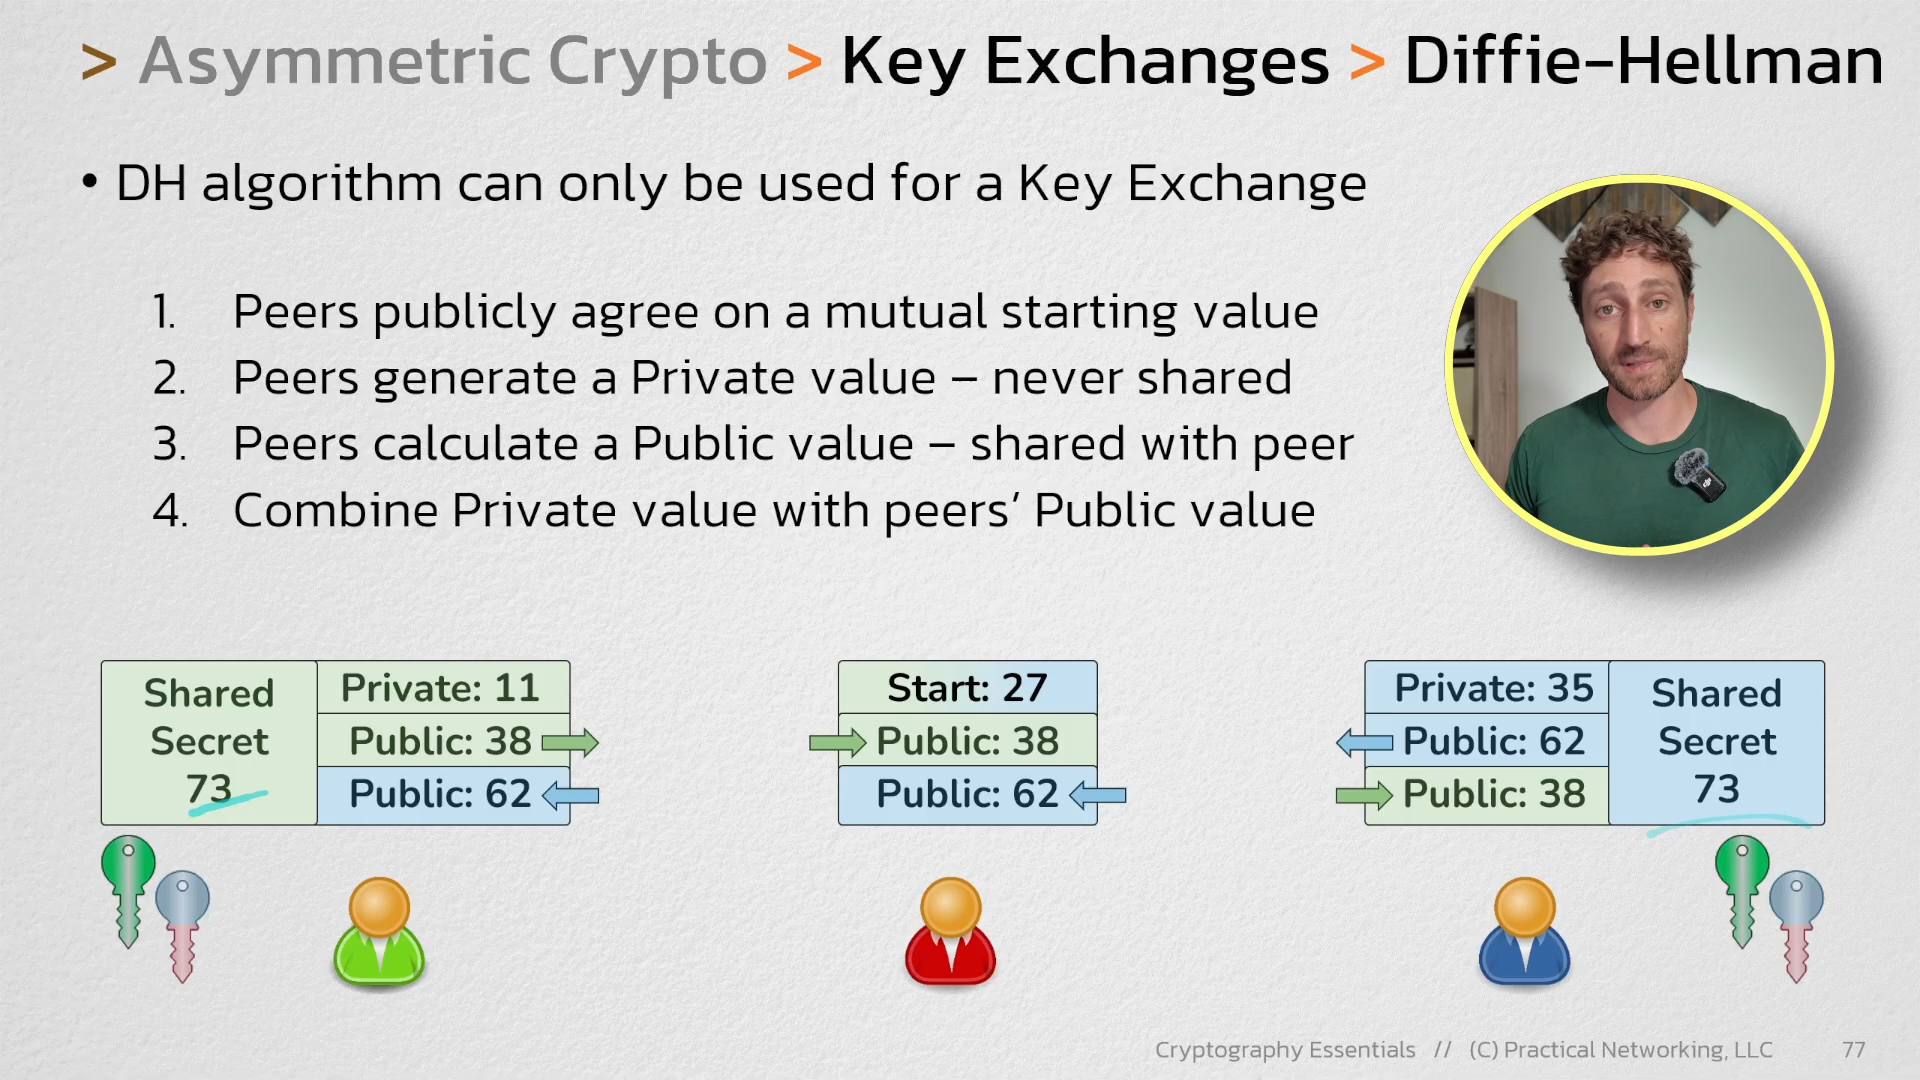 > Asymmetric Crypto > Key Exchanges > Diffie-Hellman
• DH algorithm can only be used for a Key Exchange
1. Peers publicly agree on a mutual starting value
2. Peers generate a Private value – never shared
3. Peers calculate a Public value – shared with peer
4. Combine Private value with peers’ Public value
Shared
Secret
73
Private: 11
Public: 38
Public: 62
Start: 27
Public: 38
Public: 62
Private: 35
Public: 62
Public: 38
Shared
Secret
73
Cryptography Essentials // (C) Practical Networking, LLC 77